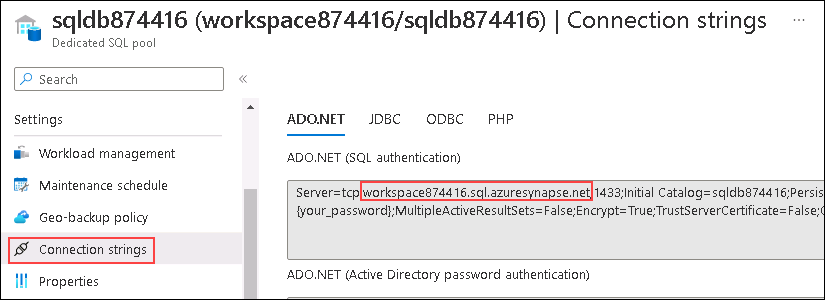 sqldb874416 (workspace874416/sqldb874416) | Connection strings ...
Dedicated SQL pool
Search
«
Settings
Workload management
Maintenance schedule
Geo-backup policy
Connection strings
Properties
ADO.NET JDBC ODBC PHP
ADO.NET (SQL authentication)
Server=tcp:workspace874416.sql.azuresynapse.net,1433;Initial Catalog=sqldb874416;Persis
{your_password};MultipleActiveResultSets=False;Encrypt=True;TrustServerCertificate=False;
ADO.NET (Active Directory password authentication)